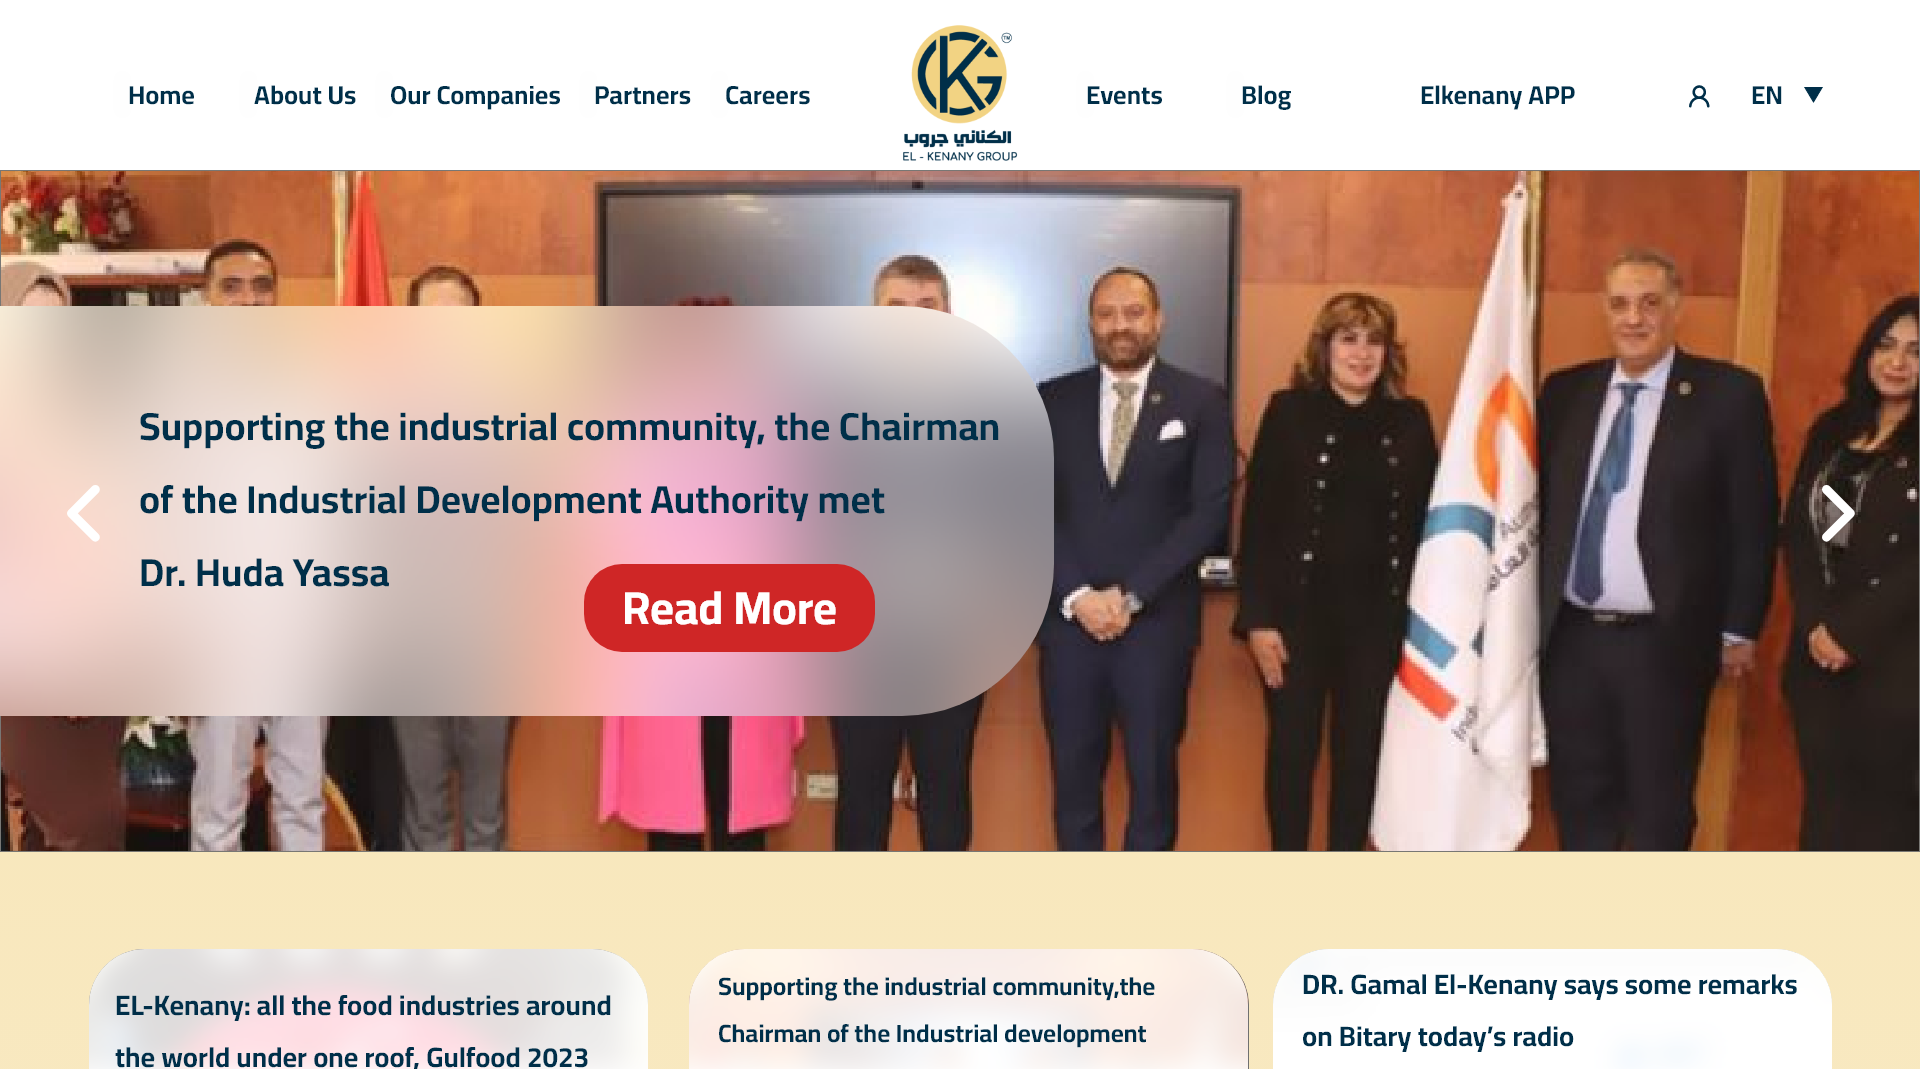 Home
About Us
Our Companies
Partners
Careers
TM
الكناني جروب
EL - KENANY GROUP
Events
Blog
Elkenany APP
EN
Supporting the industrial community, the Chairman
of the Industrial Development Authority met
Dr. Huda Yassa
Read More
EL-Kenany: all the food industries around
the world under one roof, Gulfood 2023
Supporting the industrial community,the
Chairman of the Industrial development
DR. Gamal El-Kenany says some remarks
on Bitary today’s radio